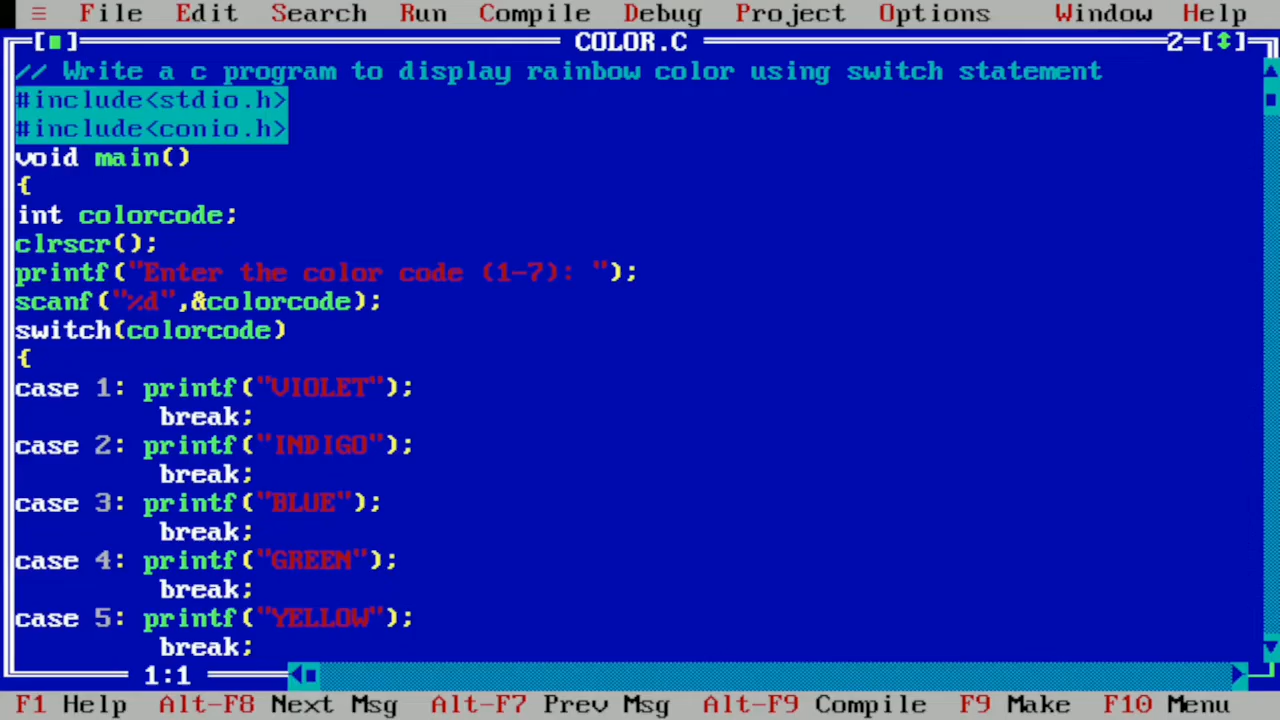 ≡ File Edit Search Run Compile Debug Project Options Window Help
[■] COLOR.C 2=[↕]
// Write a c program to display rainbow color using switch statement
#include<stdio.h>
#include<conio.h>
void main()
{
int colorcode;
clrscr();
printf("Enter the color code (1-7): ");
scanf("%d",&colorcode);
switch(colorcode)
{
case 1: printf("VIOLET");
break;
case 2: printf("INDIGO");
break;
case 3: printf("BLUE");
break;
case 4: printf("GREEN");
break;
case 5: printf("YELLOW");
break;
1:1
F1 Help Alt-F8 Next Msg Alt-F7 Prev Msg Alt-F9 Compile F9 Make F10 Menu